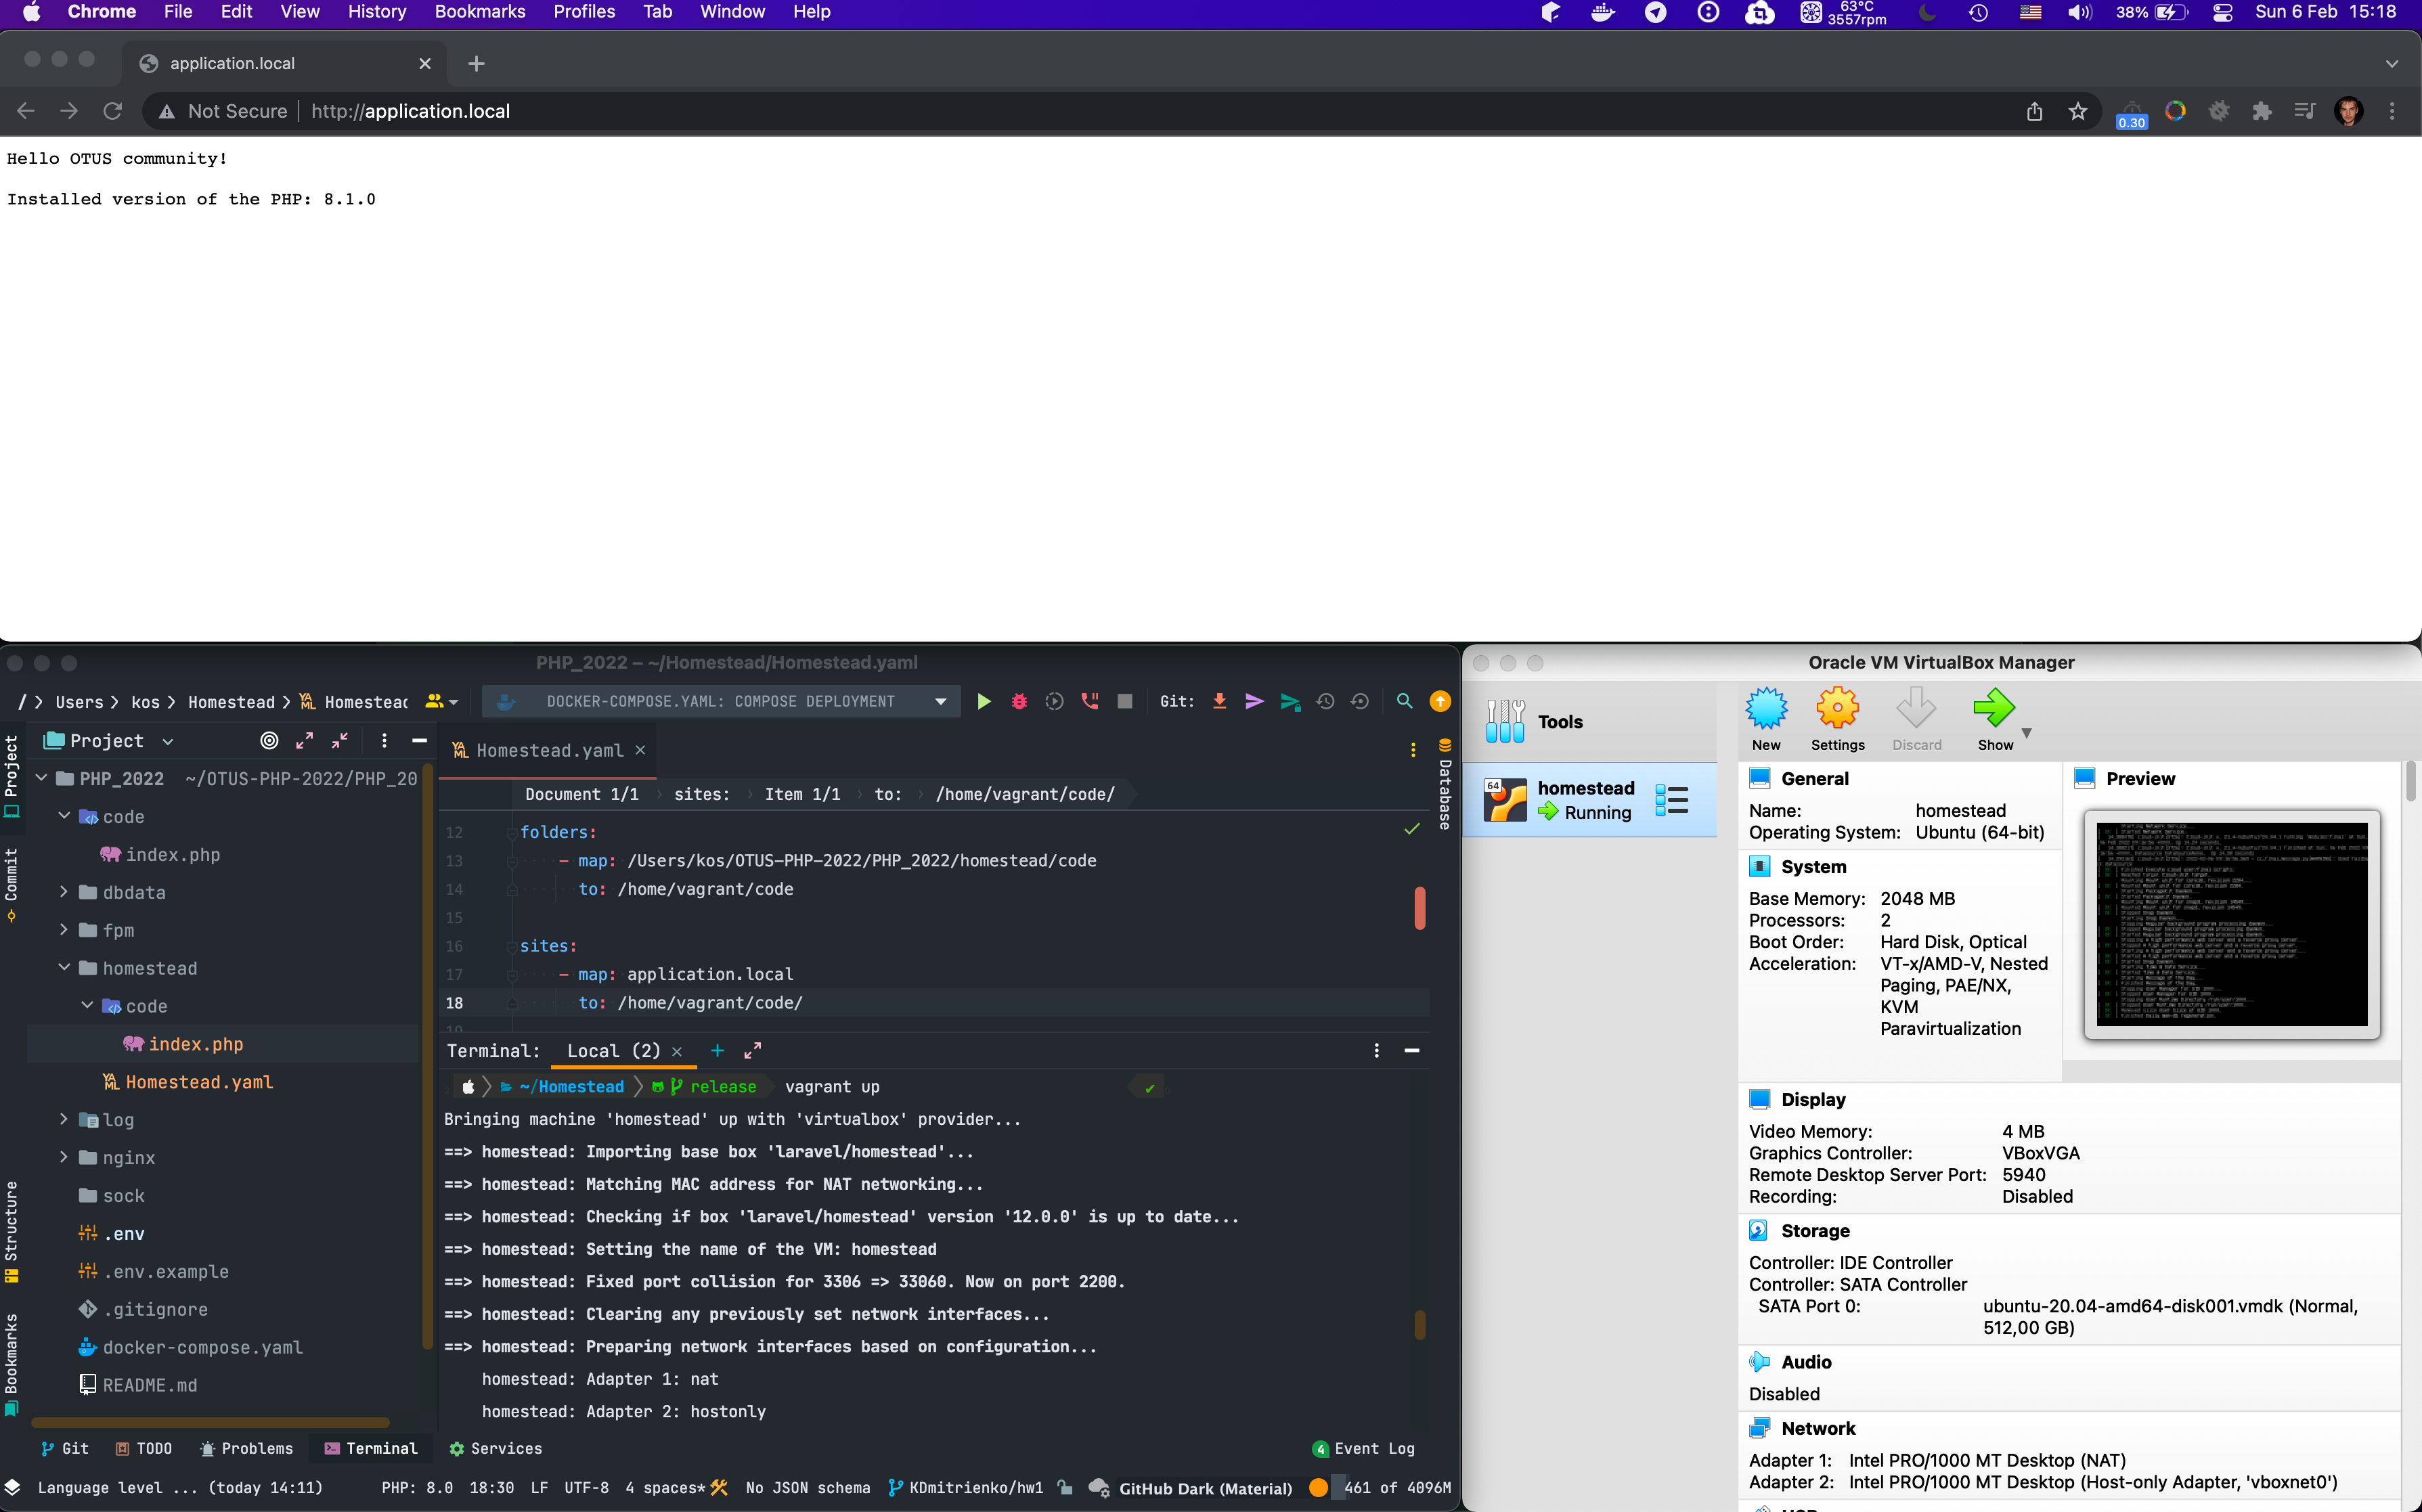 Chrome File Edit View History Bookmarks Profiles Tab Window Help
63°C
3557rpm
38%
Sun 6 Feb 15:18
application.local
Not Secure http://application.local
0.30
Hello OTUS community!
Installed version of the PHP: 8.1.0
PHP_2022 – ~/Homestead/Homestead.yaml
/ Users kos Homestead YAML Homestead
DOCKER-COMPOSE.YAML: COMPOSE DEPLOYMENT
Git:
Project
Commit
Structure
Bookmarks
Project
PHP_2022 ~/OTUS-PHP-2022/PHP_20
code
index.php
dbdata
fpm
homestead
code
index.php
YAML Homestead.yaml
log
nginx
sock
.env
.env.example
.gitignore
docker-compose.yaml
README.md
YAML Homestead.yaml
Database
Document 1/1 sites: Item 1/1 to: /home/vagrant/code/
12 folders:
13 - map: /Users/kos/OTUS-PHP-2022/PHP_2022/homestead/code
14 to: /home/vagrant/code
15
16 sites:
17 - map: application.local
18 to: /home/vagrant/code/
19
Terminal: Local (2)
~/Homestead release vagrant up
Bringing machine 'homestead' up with 'virtualbox' provider...
==> homestead: Importing base box 'laravel/homestead'...
==> homestead: Matching MAC address for NAT networking...
==> homestead: Checking if box 'laravel/homestead' version '12.0.0' is up to date...
==> homestead: Setting the name of the VM: homestead
==> homestead: Fixed port collision for 3306 => 33060. Now on port 2200.
==> homestead: Clearing any previously set network interfaces...
==> homestead: Preparing network interfaces based on configuration...
homestead: Adapter 1: nat
homestead: Adapter 2: hostonly
Git TODO Problems Terminal Services
4 Event Log
Language level ... (today 14:11) PHP: 8.0 18:30 LF UTF-8 4 spaces* No JSON schema KDmitrienko/hw1 GitHub Dark (Material) 461 of 4096M
Oracle VM VirtualBox Manager
Tools
New
Settings
Discard
Show
64
homestead
Running
General
Name: homestead
Operating System: Ubuntu (64-bit)
Preview
System
Base Memory: 2048 MB
Processors: 2
Boot Order: Hard Disk, Optical
Acceleration: VT-x/AMD-V, Nested
Paging, PAE/NX,
KVM
Paravirtualization
Display
Video Memory: 4 MB
Graphics Controller: VBoxVGA
Remote Desktop Server Port: 5940
Recording: Disabled
Storage
Controller: IDE Controller
Controller: SATA Controller
SATA Port 0: ubuntu-20.04-amd64-disk001.vmdk (Normal,
512,00 GB)
Audio
Disabled
Network
Adapter 1: Intel PRO/1000 MT Desktop (NAT)
Adapter 2: Intel PRO/1000 MT Desktop (Host-only Adapter, 'vboxnet0')